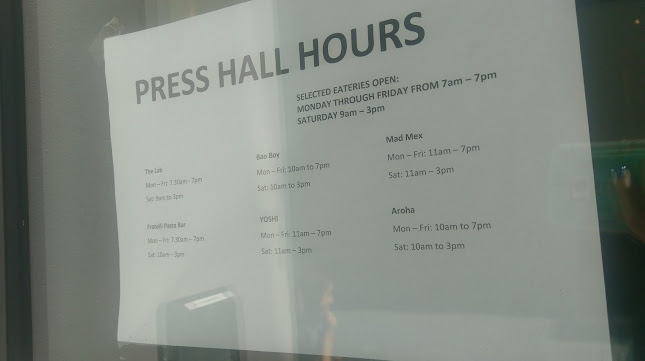 PRESS HALL HOURS
SELECTED EATERIES OPEN:
MONDAY THROUGH FRIDAY FROM 7am – 7pm
SATURDAY 9am – 3pm
The Lab
Mon – Fri: 7.30am - 7pm
Sat: 9am to 3pm
Bao Boy
Mon – Fri: 10am to 7pm
Sat: 10am to 3pm
Mad Mex
Mon – Fri: 11am – 7pm
Sat: 11am – 3pm
Fratelli Pasta Bar
Mon – Fri: 7.30am – 7pm
Sat: 10am – 3pm
YOSHI
Mon – Fri: 11am – 7pm
Sat: 11am – 3pm
Aroha
Mon – Fri: 10am to 7pm
Sat: 10am to 3pm